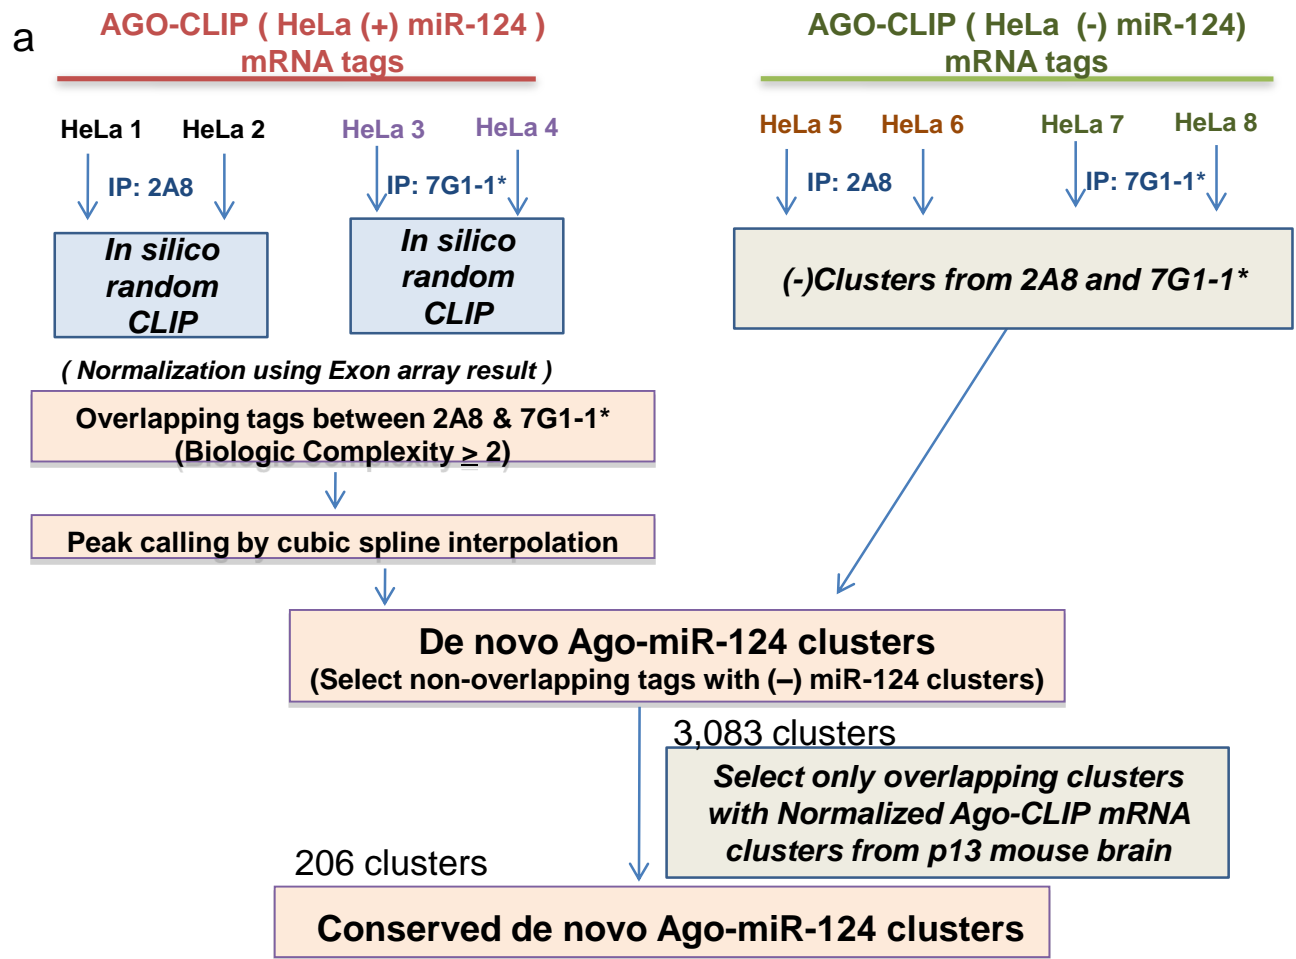 a
AGO-CLIP ( HeLa (+) miR-124 )
mRNA tags
AGO-CLIP ( HeLa (-) miR-124)
mRNA tags
HeLa 1
HeLa 2
HeLa 3
HeLa 4
HeLa 5
HeLa 6
HeLa 7
HeLa 8
IP: 2A8
IP: 7G1-1*
IP: 2A8
IP: 7G1-1*
In silico
random
CLIP
In silico
random
CLIP
(-)Clusters from 2A8 and 7G1-1*
( Normalization using Exon array result )
Overlapping tags between 2A8 & 7G1-1*
(Biologic Complexity ≥ 2)
Peak calling by cubic spline interpolation
De novo Ago-miR-124 clusters
(Select non-overlapping tags with (–) miR-124 clusters)
3,083 clusters
Select only overlapping clusters
with Normalized Ago-CLIP mRNA
clusters from p13 mouse brain
206 clusters
Conserved de novo Ago-miR-124 clusters